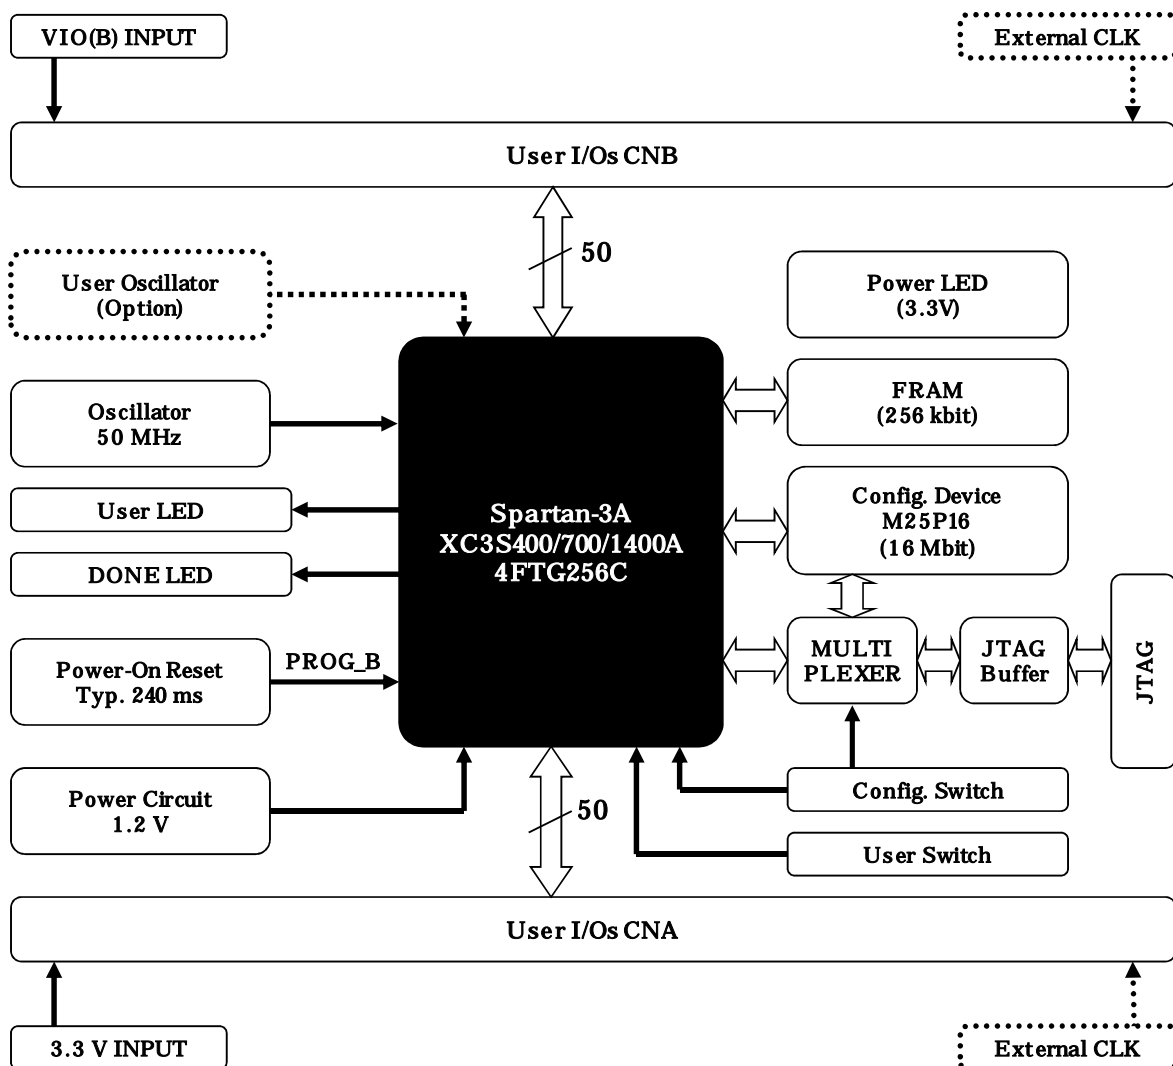 VIO(B) INPUT
External CLK
User I/Os CNB
50
User Oscillator
(Option)
Power LED
(3.3V)
Oscillator
50 MHz
FRAM
(256 kbit)
User LED
Spartan-3A
XC3S400/700/1400A
4FTG256C
Config. Device
M25P16
(16 Mbit)
DONE LED
Power-On Reset
Typ. 240 ms
PROG_B
MULTI
PLEXER
JTAG
Buffer
JTAG
Power Circuit
1.2 V
50
Config. Switch
User Switch
User I/Os CNA
3.3 V INPUT
External CLK